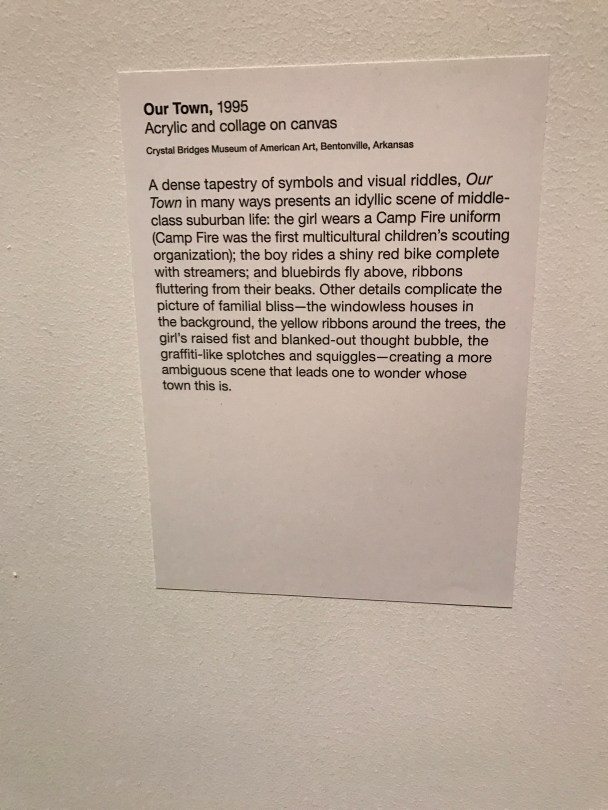 Our Town, 1995
Acrylic and collage on canvas
Crystal Bridges Museum of American Art, Bentonville, Arkansas
A dense tapestry of symbols and visual riddles, Our
Town in many ways presents an idyllic scene of middle-
class suburban life: the girl wears a Camp Fire uniform
(Camp Fire was the first multicultural children’s scouting
organization); the boy rides a shiny red bike complete
with streamers; and bluebirds fly above, ribbons
fluttering from their beaks. Other details complicate the
picture of familial bliss—the windowless houses in
the background, the yellow ribbons around the trees, the
girl’s raised fist and blanked-out thought bubble, the
graffiti-like splotches and squiggles—creating a more
ambiguous scene that leads one to wonder whose
town this is.